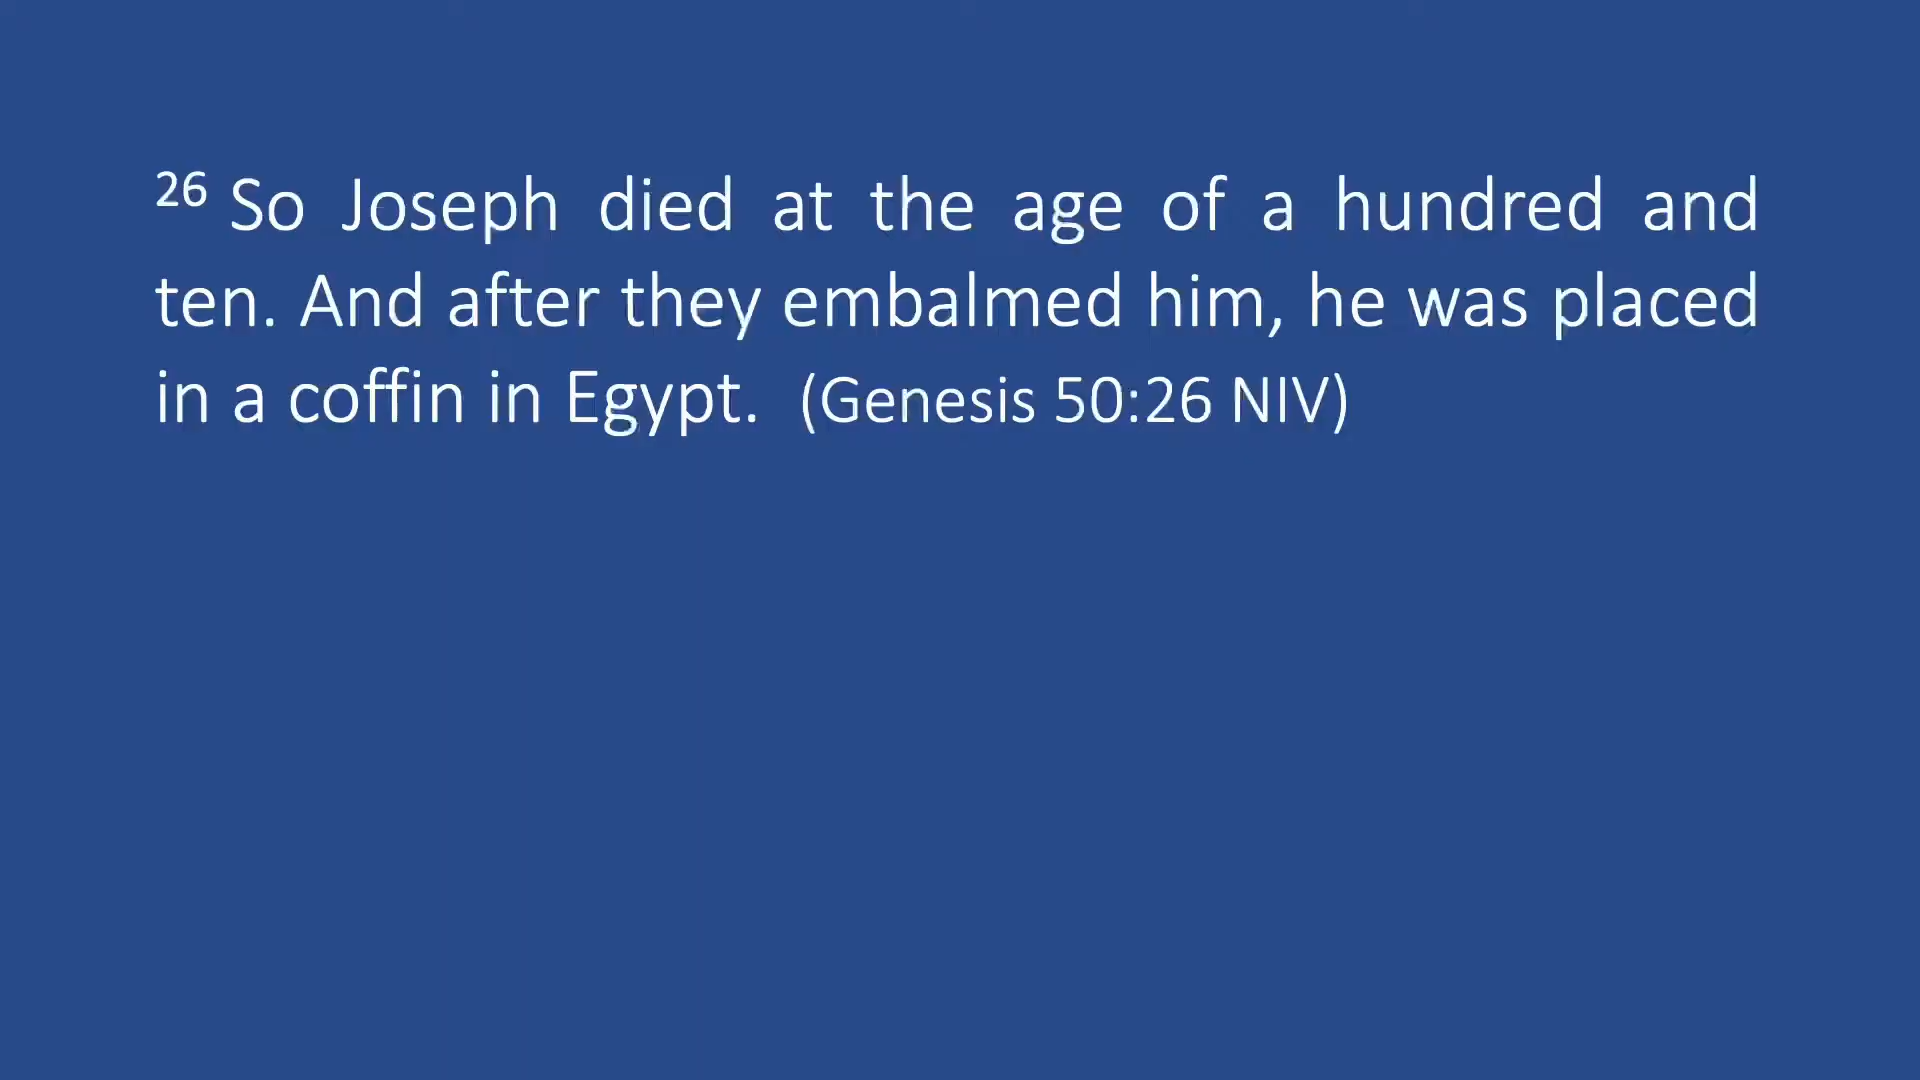 26 So Joseph died at the age of a hundred and
ten. And after they embalmed him, he was placed
in a coffin in Egypt. (Genesis 50:26 NIV)